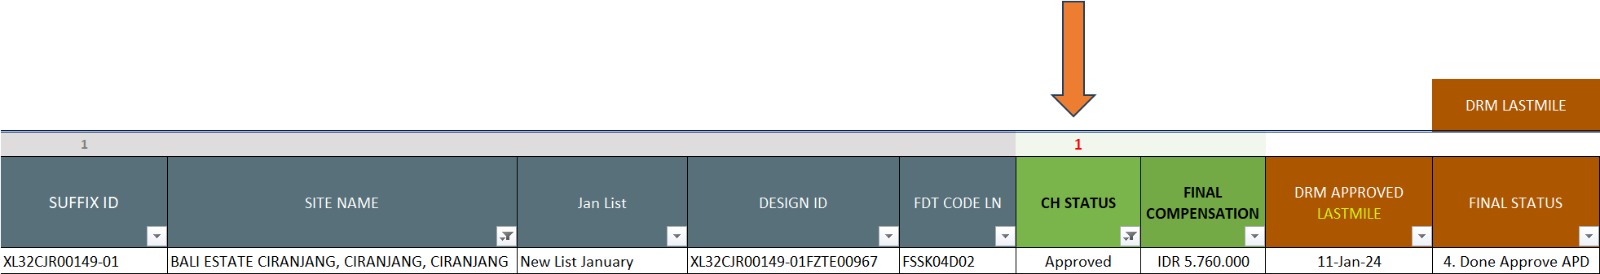 DRM LASTMILE
1
1
SUFFIX ID
SITE NAME
Jan List
DESIGN ID
FDT CODE LN
CH STATUS
FINAL
COMPENSATION
DRM APPROVED
LASTMILE
FINAL STATUS
XL32CJR00149-01
BALI ESTATE CIRANJANG, CIRANJANG, CIRANJANG
New List January
XL32CJR00149-01FZTE00967
FSSK04D02
Approved
IDR 5.760.000
11-Jan-24
4. Done Approve APD